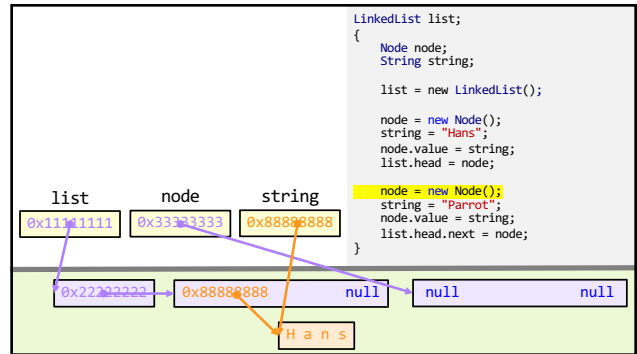 LinkedList list;
{
Node node;
String string;
list = new LinkedList();
node = new Node();
string = "Hans";
node.value = string;
list.head = node;
node = new Node();
string = "Parrot";
node.value = string;
list.head.next = node;
}
list node string
0x11111111 0x33333333 0x88888888
0x22222222 0x88888888 null null null
H a n s